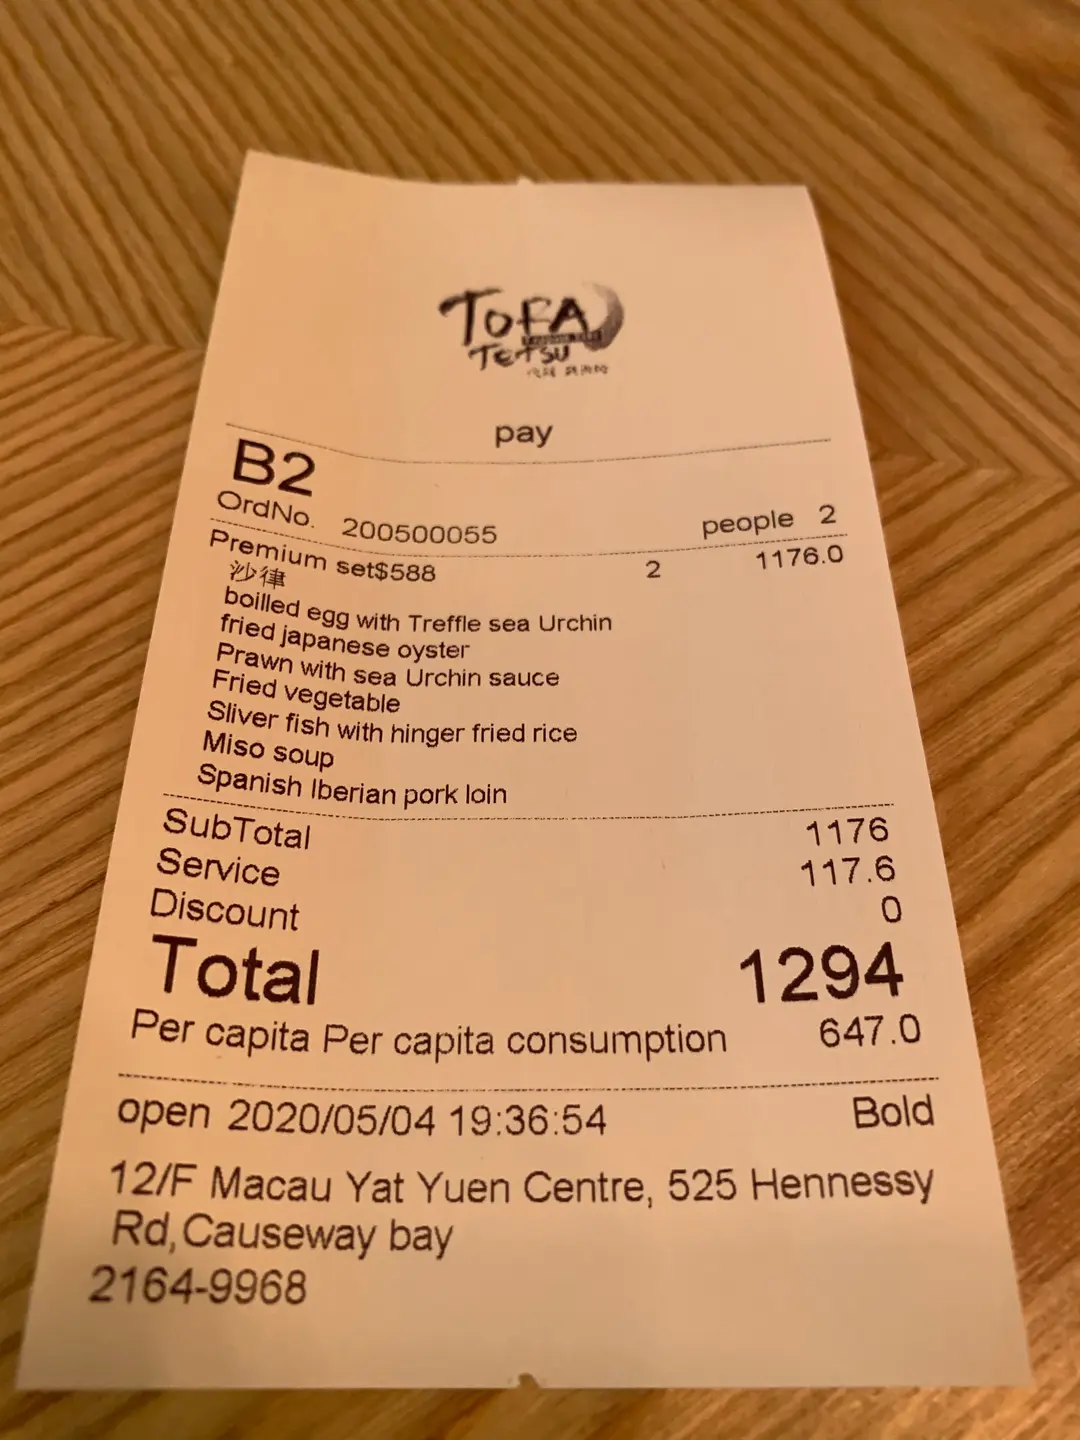 TOFA
TETSU
pay
B2
OrdNo. 200500055 people 2
Premium set$588 2 1176.0
沙律
boilled egg with Treffle sea Urchin
fried japanese oyster
Prawn with sea Urchin sauce
Fried vegetable
Sliver fish with hinger fried rice
Miso soup
Spanish Iberian pork loin
SubTotal 1176
Service 117.6
Discount 0
Total 1294
Per capita Per capita consumption 647.0
open 2020/05/04 19:36:54 Bold
12/F Macau Yat Yuen Centre, 525 Hennessy
Rd,Causeway bay
2164-9968